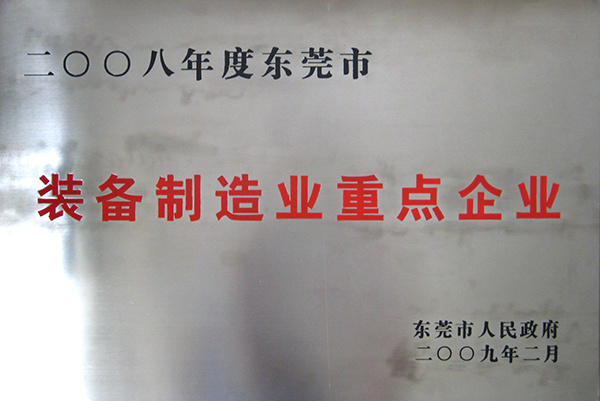 二〇〇八年度东莞市
装备制造业重点企业
东莞市人民政府
二〇〇九年二月